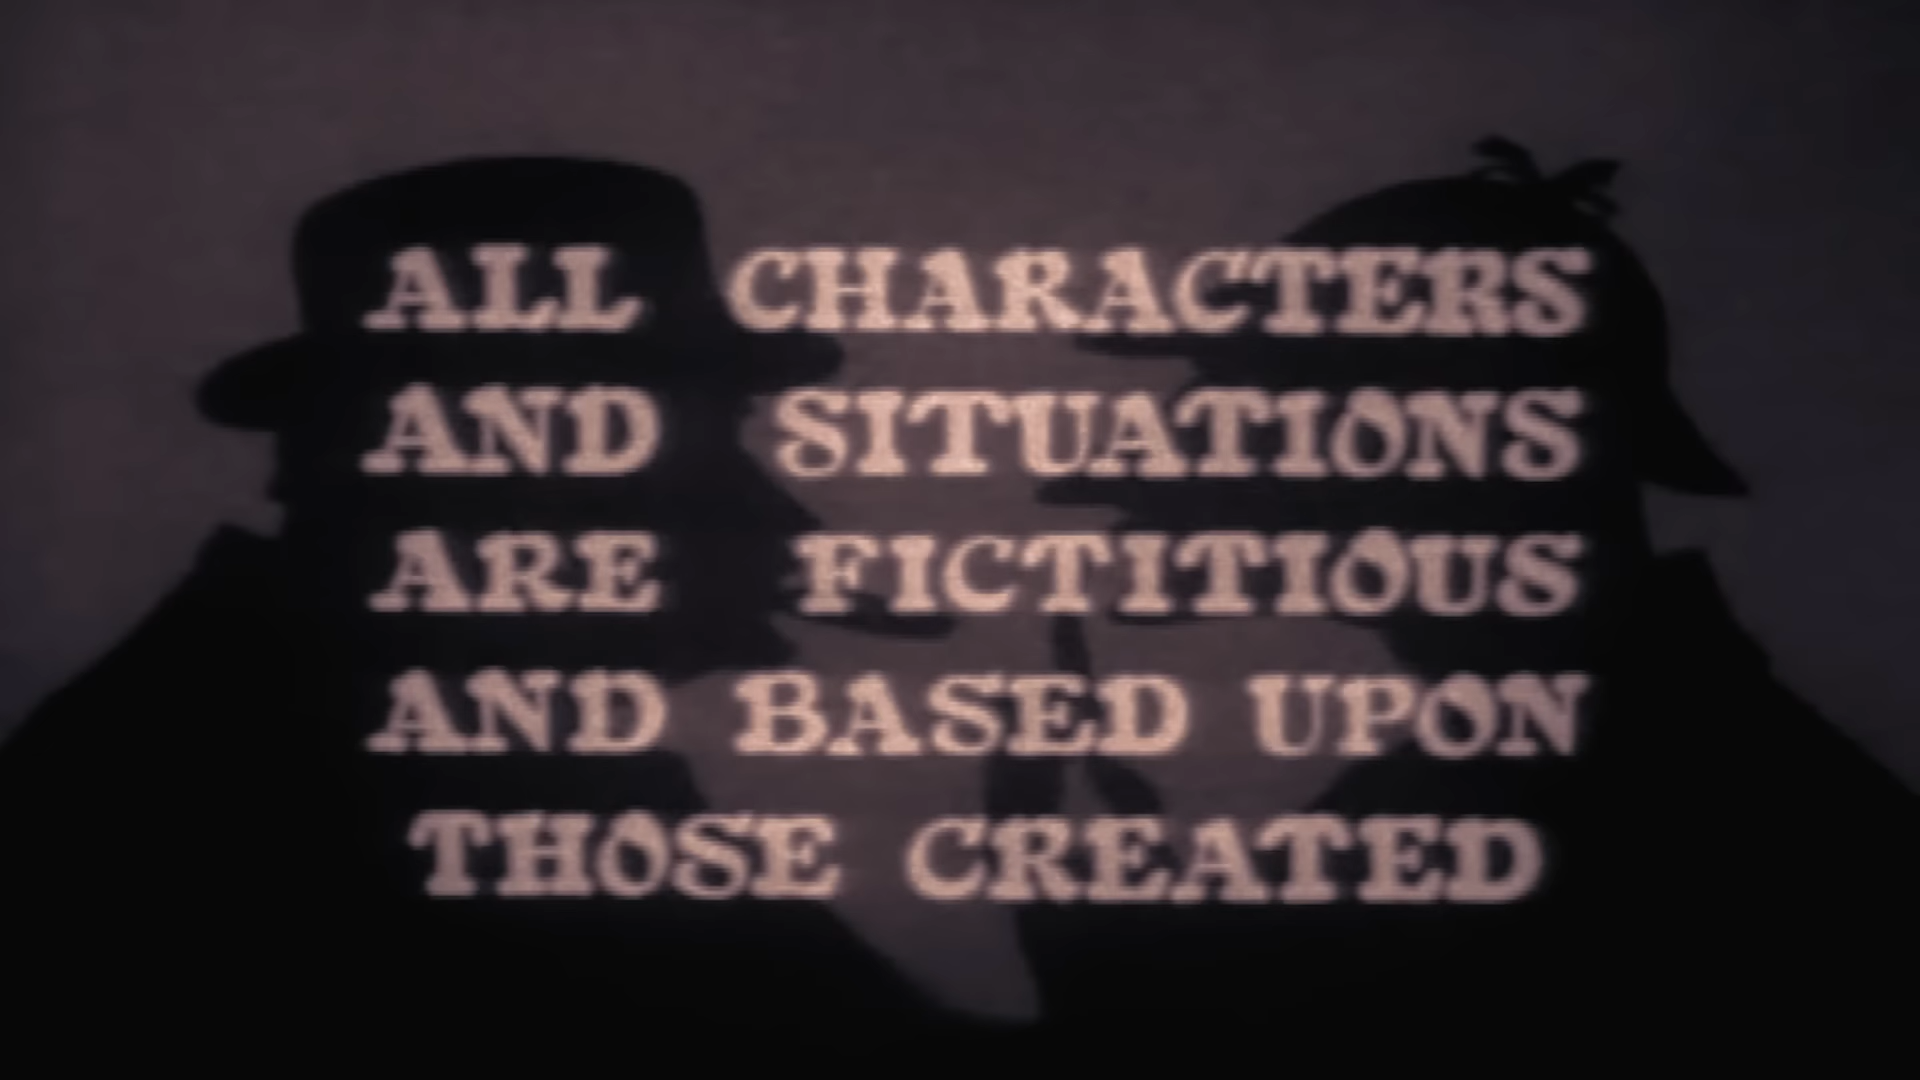 ALL CHARACTERS
AND SITUATIONS
ARE FICTITIOUS
AND BASED UPON
THOSE CREATED